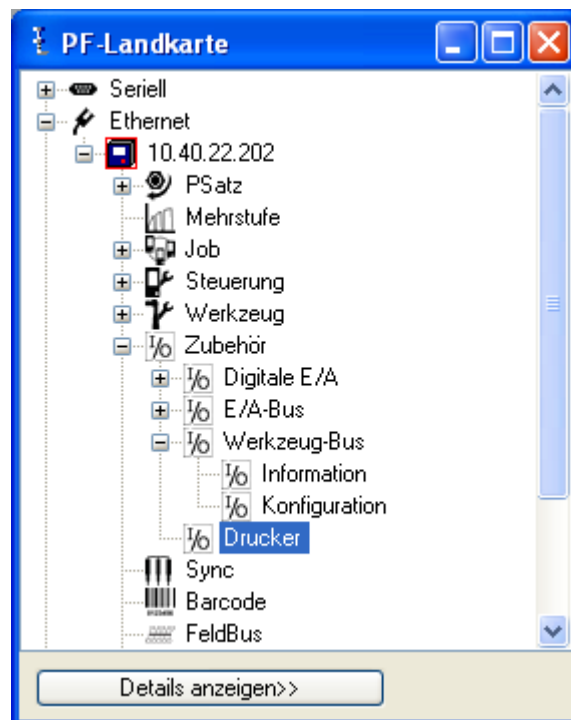 PF-Landkarte
Seriell
Ethernet
10.40.22.202
PSatz
Mehrstufe
Job
Steuerung
Werkzeug
I/O Zubehör
I/O Digitale E/A
I/O E/A-Bus
I/O Werkzeug-Bus
I/O Information
I/O Konfiguration
I/O Drucker
Sync
Barcode
FeldBus
Details anzeigen>>